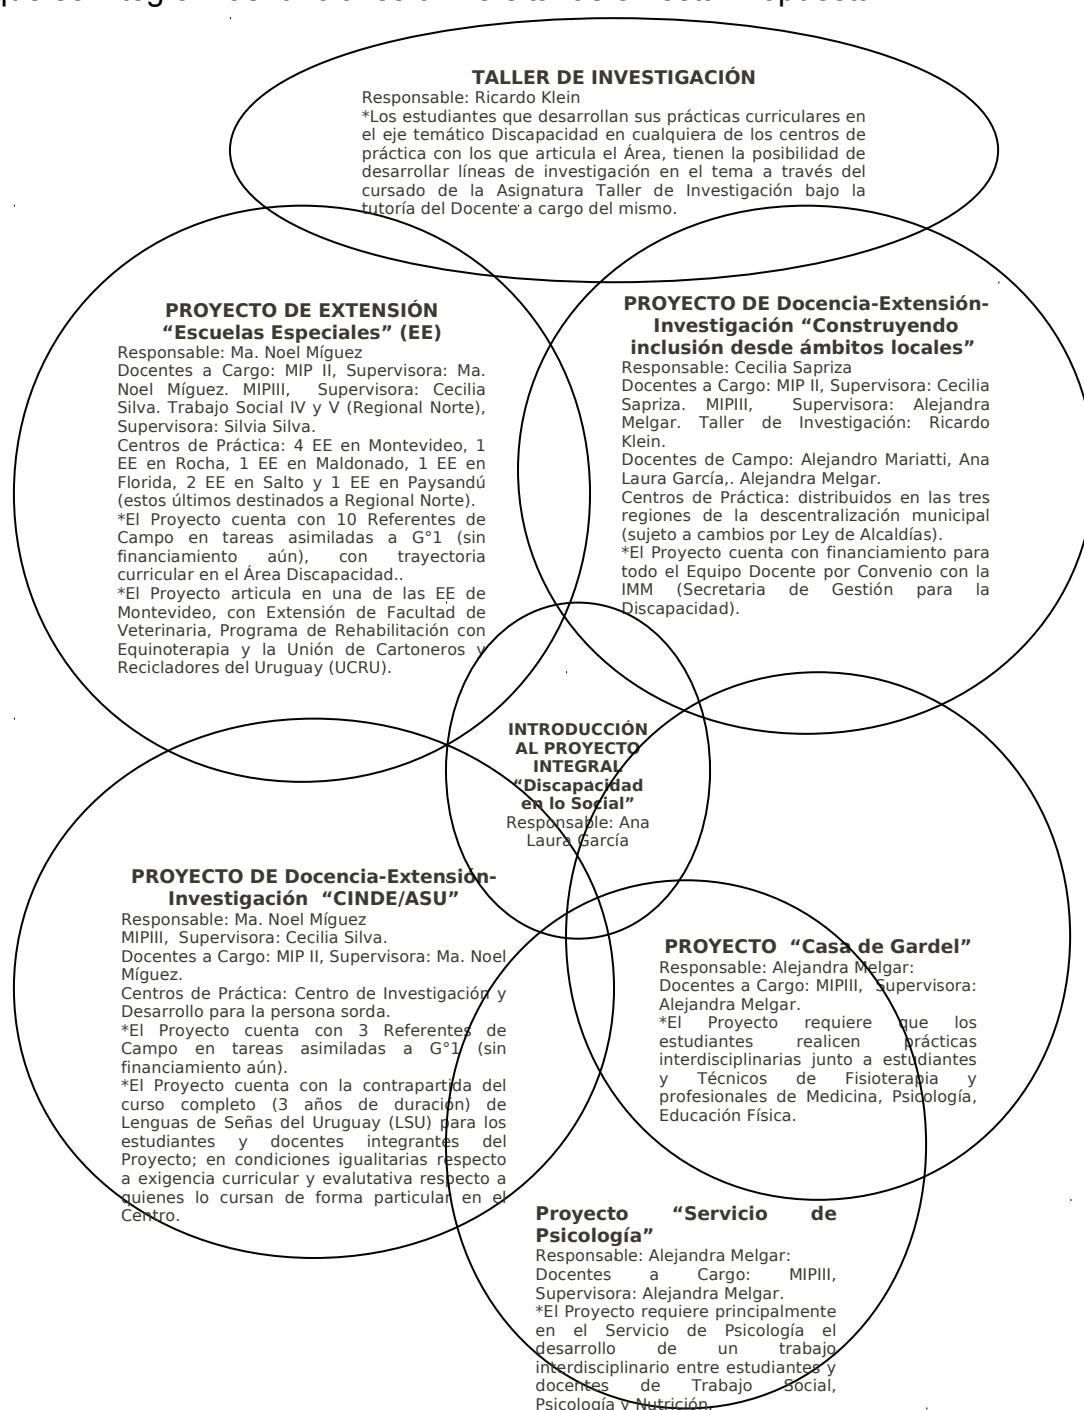 TALLER DE INVESTIGACIÓN
Responsable: Ricardo Klein
*Los estudiantes que desarrollan sus prácticas curriculares en
el eje temático Discapacidad en cualquiera de los centros de
práctica con los que articula el Área, tienen la posibilidad de
desarrollar líneas de investigación en el tema a través del
cursado de la Asignatura Taller de Investigación bajo la
tutoría del Docente a cargo del mismo.
PROYECTO DE EXTENSIÓN
“Escuelas Especiales” (EE)
Responsable: Ma. Noel Míguez
Docentes a Cargo: MIP II, Supervisora: Ma.
Noel Míguez. MIPIII, Supervisora: Cecilia
Silva. Trabajo Social IV y V (Regional Norte),
Supervisora: Silvia Silva.
Centros de Práctica: 4 EE en Montevideo, 1
EE en Rocha, 1 EE en Maldonado, 1 EE en
Florida, 2 EE en Salto y 1 EE en Paysandú
(estos últimos destinados a Regional Norte).
*El Proyecto cuenta con 10 Referentes de
Campo en tareas asimiladas a G°1 (sin
financiamiento aún), con trayectoria
curricular en el Área Discapacidad..
*El Proyecto articula en una de las EE de
Montevideo, con Extensión de Facultad de
Veterinaria, Programa de Rehabilitación con
Equinoterapia y la Unión de Cartoneros y
Recicladores del Uruguay (UCRU).
PROYECTO DE Docencia-Extensión-
Investigación “Construyendo
inclusión desde ámbitos locales”
Responsable: Cecilia Sapriza
Docentes a Cargo: MIP II, Supervisora: Cecilia
Sapriza. MIPIII, Supervisora: Alejandra
Melgar. Taller de Investigación: Ricardo
Klein.
Docentes de Campo: Alejandro Mariatti, Ana
Laura García,. Alejandra Melgar.
Centros de Práctica: distribuidos en las tres
regiones de la descentralización municipal
(sujeto a cambios por Ley de Alcaldías).
*El Proyecto cuenta con financiamiento para
todo el Equipo Docente por Convenio con la
IMM (Secretaria de Gestión para la
Discapacidad).
INTRODUCCIÓN
AL PROYECTO
INTEGRAL
“Discapacidad
en lo Social”
Responsable: Ana
Laura García
PROYECTO DE Docencia-Extensión-
Investigación “CINDE/ASU”
Responsable: Ma. Noel Míguez
MIPIII, Supervisora: Cecilia Silva.
Docentes a Cargo: MIP II, Supervisora: Ma. Noel
Míguez.
Centros de Práctica: Centro de Investigación y
Desarrollo para la persona sorda.
*El Proyecto cuenta con 3 Referentes de
Campo en tareas asimiladas a G°1 (sin
financiamiento aún).
*El Proyecto cuenta con la contrapartida del
curso completo (3 años de duración) de
Lenguas de Señas del Uruguay (LSU) para los
estudiantes y docentes integrantes del
Proyecto; en condiciones igualitarias respecto
a exigencia curricular y evalutativa respecto a
quienes lo cursan de forma particular en el
Centro.
PROYECTO “Casa de Gardel”
Responsable: Alejandra Melgar:
Docentes a Cargo: MIPIII, Supervisora:
Alejandra Melgar.
*El Proyecto requiere que los
estudiantes realicen prácticas
interdisciplinarias junto a estudiantes
y Técnicos de Fisioterapia y
profesionales de Medicina, Psicología,
Educación Física.
Proyecto “Servicio de
Psicología”
Responsable: Alejandra Melgar:
Docentes a Cargo: MIPIII,
Supervisora: Alejandra Melgar.
*El Proyecto requiere principalmente
en el Servicio de Psicología el
desarrollo de un trabajo
interdisciplinario entre estudiantes y
docentes de Trabajo Social,
Psicología y Nutrición.